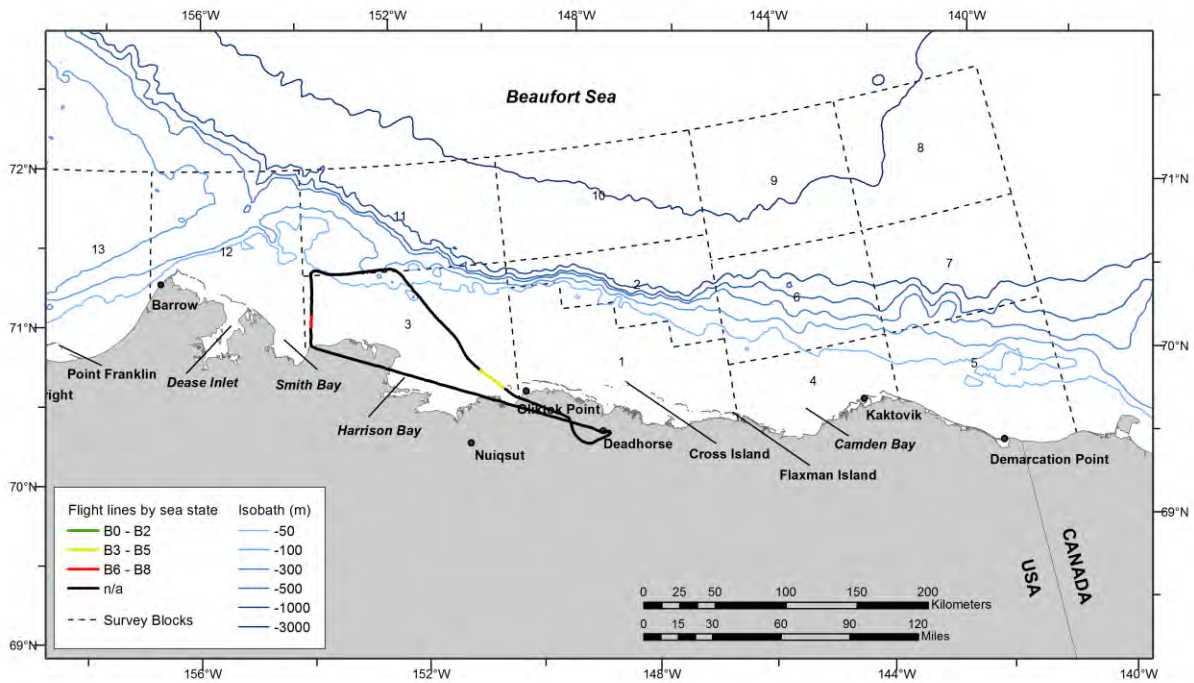 156°W
152°W
148°W
144°W
140°W
Beaufort Sea
72°N
71°N
8
9
10
11
13
12
7
2
6
3
Barrow
71°N
70°N
1
5
4
Point Franklin
Dease Inlet
Smith Bay
right
Oliktok Point
Kaktovik
Harrison Bay
Deadhorse
Camden Bay
Nuiqsut
Cross Island
Demarcation Point
Flaxman Island
70°N
69°N
Flight lines by sea state
B0 - B2
B3 - B5
B6 - B8
n/a
Survey Blocks
Isobath (m)
-50
-100
-300
-500
-1000
-3000
USA
CANADA
0 25 50 100 150 200
Kilometers
0 15 30 60 90 120
Miles
69°N
156°W
152°W
148°W
144°W
140°W